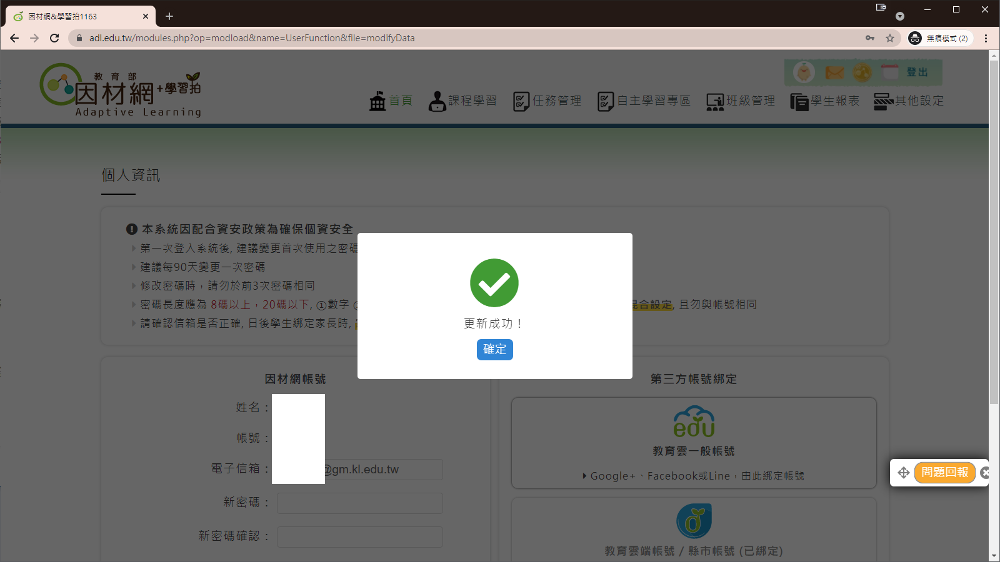 因材網&學習拍1163
adl.edu.tw/modules.php?op=modload&name=UserFunction&file=modifyData
無痕模式 (2)
教育部
因材網+學習拍
Adaptive Learning
登出
首頁
課程學習
任務管理
自主學習專區
班級管理
學生報表
其他設定
個人資訊
本系統因配合資安政策為確保個資安全
第一次登入系統後, 建議變更首次使用之密碼
建議每90天變更一次密碼
修改密碼時，請勿於前3次密碼相同
密碼長度應為 8碼以上，20碼以下, ①數字
混合設定, 且勿與帳號相同
請確認信箱是否正確, 日後學生綁定家長時,
更新成功！
確定
因材網帳號
姓名：
帳號：
電子信箱： @gm.kl.edu.tw
新密碼：
新密碼確認：
第三方帳號綁定
edu
教育雲一般帳號
Google+、Facebook或Line，由此綁定帳號
教育雲端帳號 / 縣市帳號 (已綁定)
問題回報